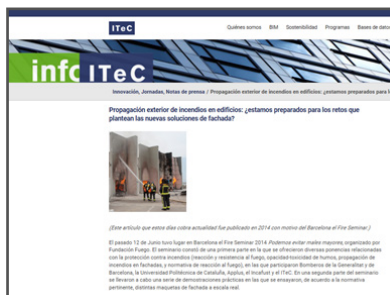 ITeC
Quiénes somos BIM Sostenibilidad Programas Bases de datos
info ITeC
Innovación, Jornadas, Notas de prensa / Propagación exterior de incendios en edificios: ¿estamos preparados para l
Propagación exterior de incendios en edificios: ¿estamos preparados para los retos que
plantean las nuevas soluciones de fachada?
(Este artículo que estos días cobra actualidad fue publicado en 2014 con motivo del Barcelona el Fire Seminar.)
El pasado 12 de Junio tuvo lugar en Barcelona el Fire Seminar 2014 Podemos evitar males mayores, organizado por
Fundación Fuego. El seminario constó de una primera parte en la que se ofrecieron diversas ponencias relacionadas
con la protección contra incendios (reacción y resistencia al fuego, opacidad-toxicidad de humos, propagación de
incendios en fachadas, y normativa de reacción al fuego), en las que participaron Bomberos de la Generalitat y de
Barcelona, la Universidad Politécnica de Cataluña, Applus, el Incafust y el ITeC. En una segunda parte del seminario
se llevaron a cabo una serie de demostraciones prácticas en las que se ensayaron, de acuerdo a la normativa
pertinente, distintas maquetas de fachada a escala real.